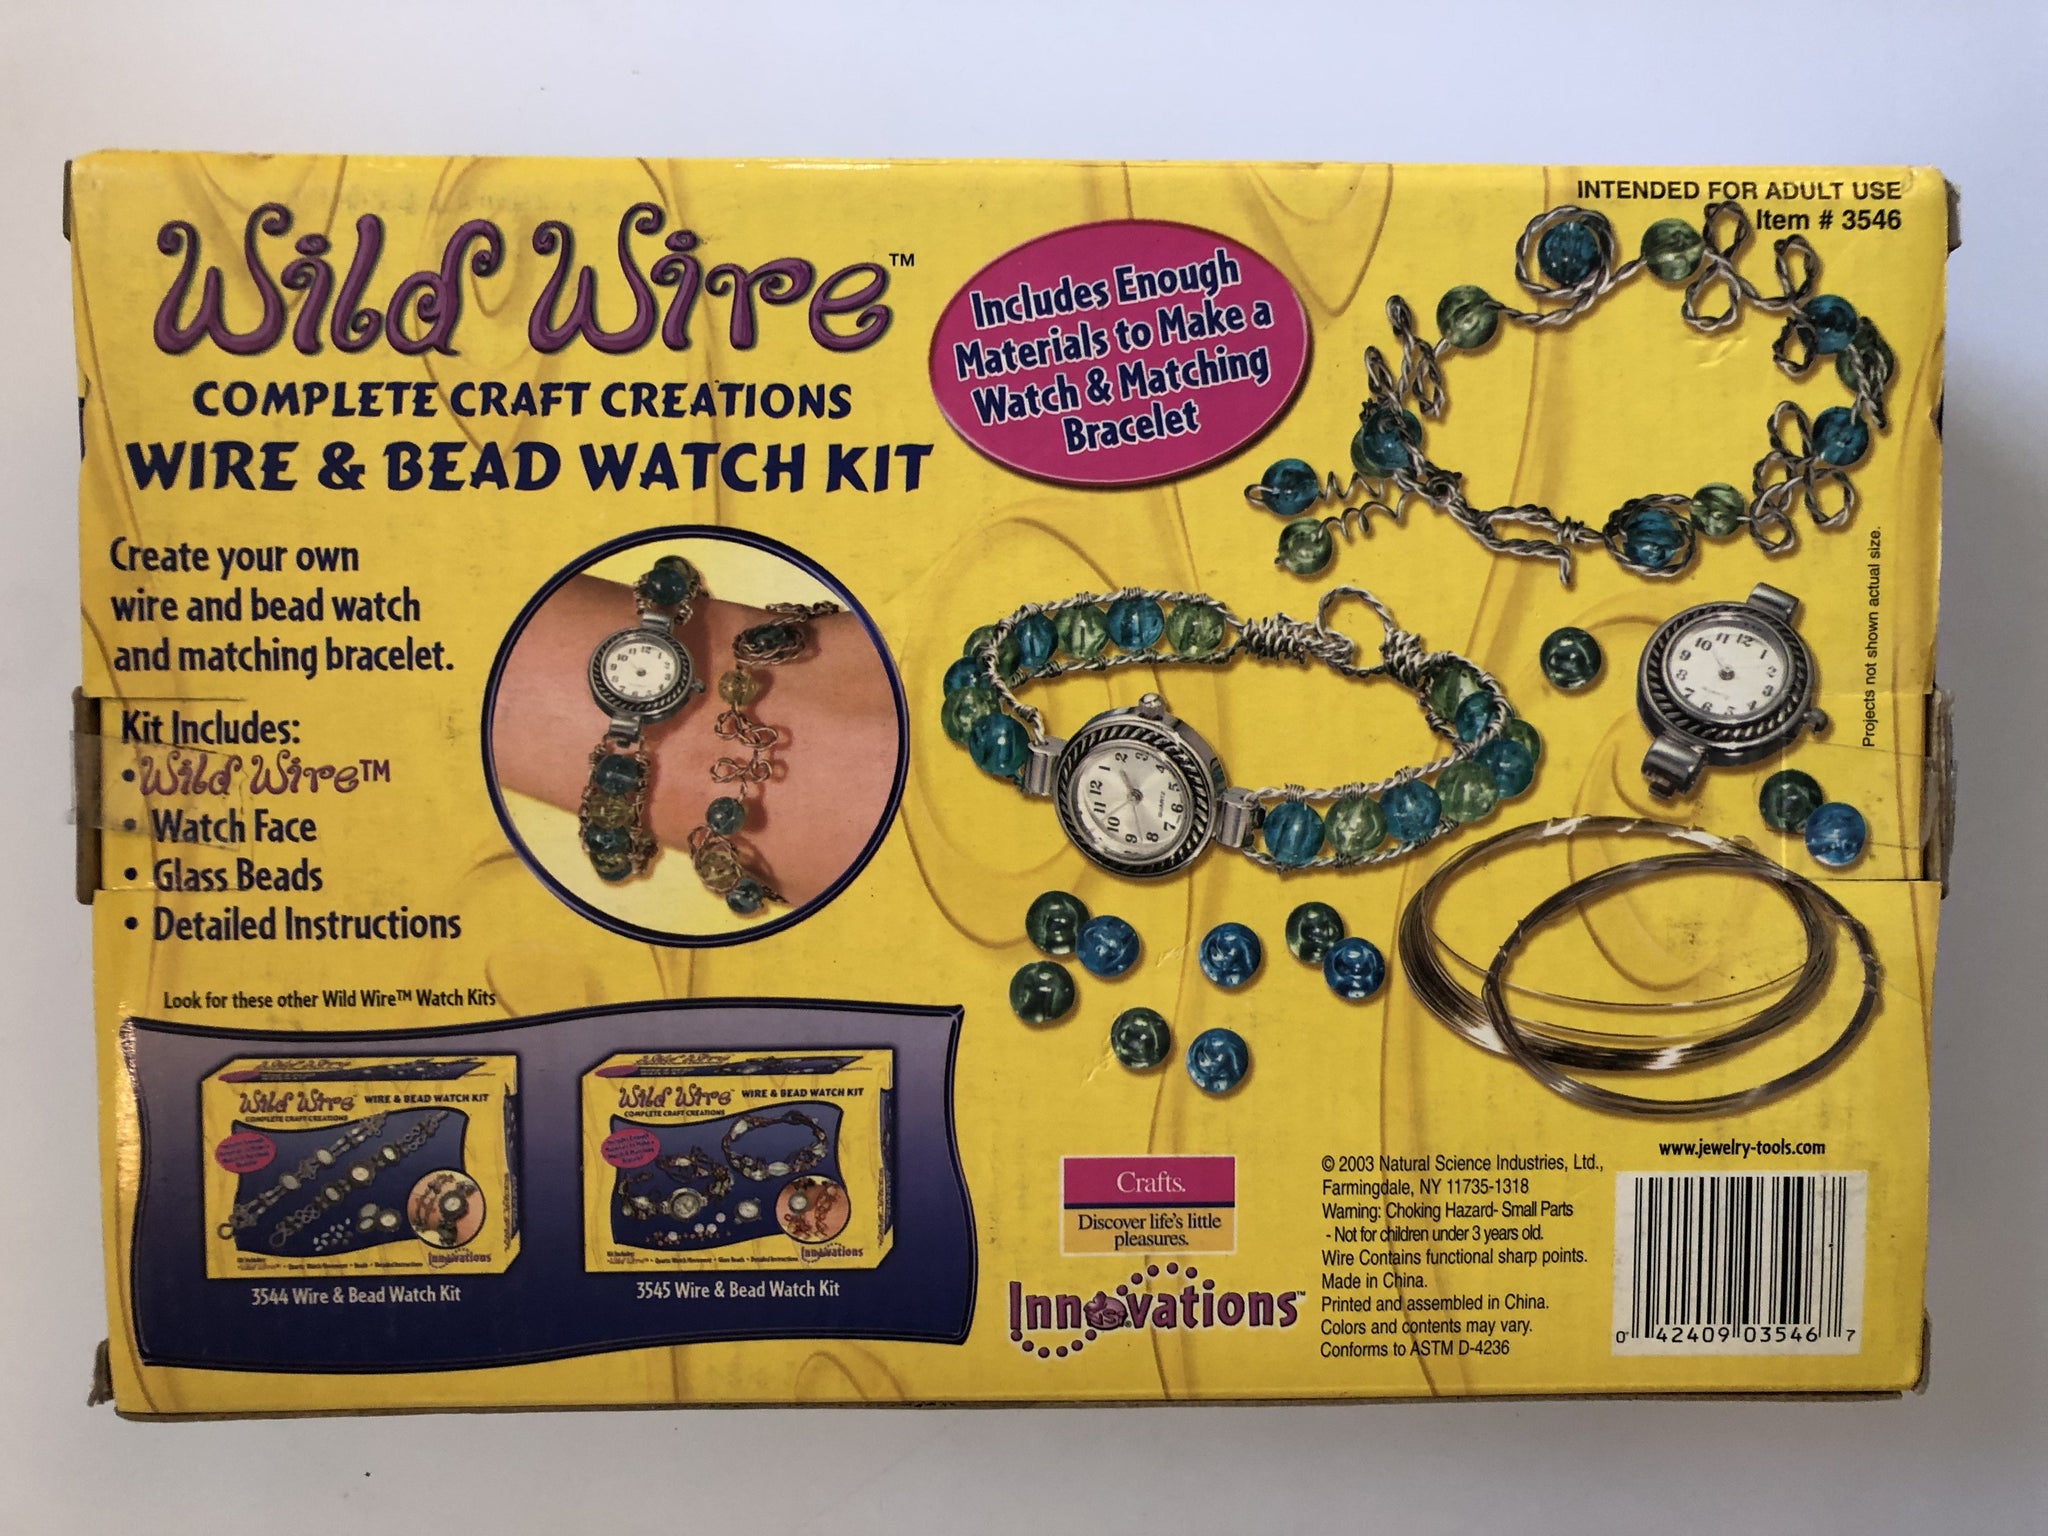 INTENDED FOR ADULT USE
Item # 3546
Wild Wire™
COMPLETE CRAFT CREATIONS
WIRE & BEAD WATCH KIT
Includes Enough
Materials to Make a
Watch & Matching
Bracelet
Create your own
wire and bead watch
and matching bracelet.
Kit Includes:
• Wild Wire™
• Watch Face
• Glass Beads
• Detailed Instructions
Projects not shown actual size.
Look for these other Wild Wire™ Watch Kits
Wild Wire™ WIRE & BEAD WATCH KIT
COMPLETE CRAFT CREATIONS
Innovations
3544 Wire & Bead Watch Kit
Wild Wire™ WIRE & BEAD WATCH KIT
COMPLETE CRAFT CREATIONS
Innovations
3545 Wire & Bead Watch Kit
Crafts.
Discover life's little
pleasures.
Innovations™
© 2003 Natural Science Industries, Ltd.,
Farmingdale, NY 11735-1318
Warning: Choking Hazard- Small Parts
- Not for children under 3 years old.
Wire Contains functional sharp points.
Made in China.
Printed and assembled in China.
Colors and contents may vary.
Conforms to ASTM D-4236
www.jewelry-tools.com
0 42409 03546 7